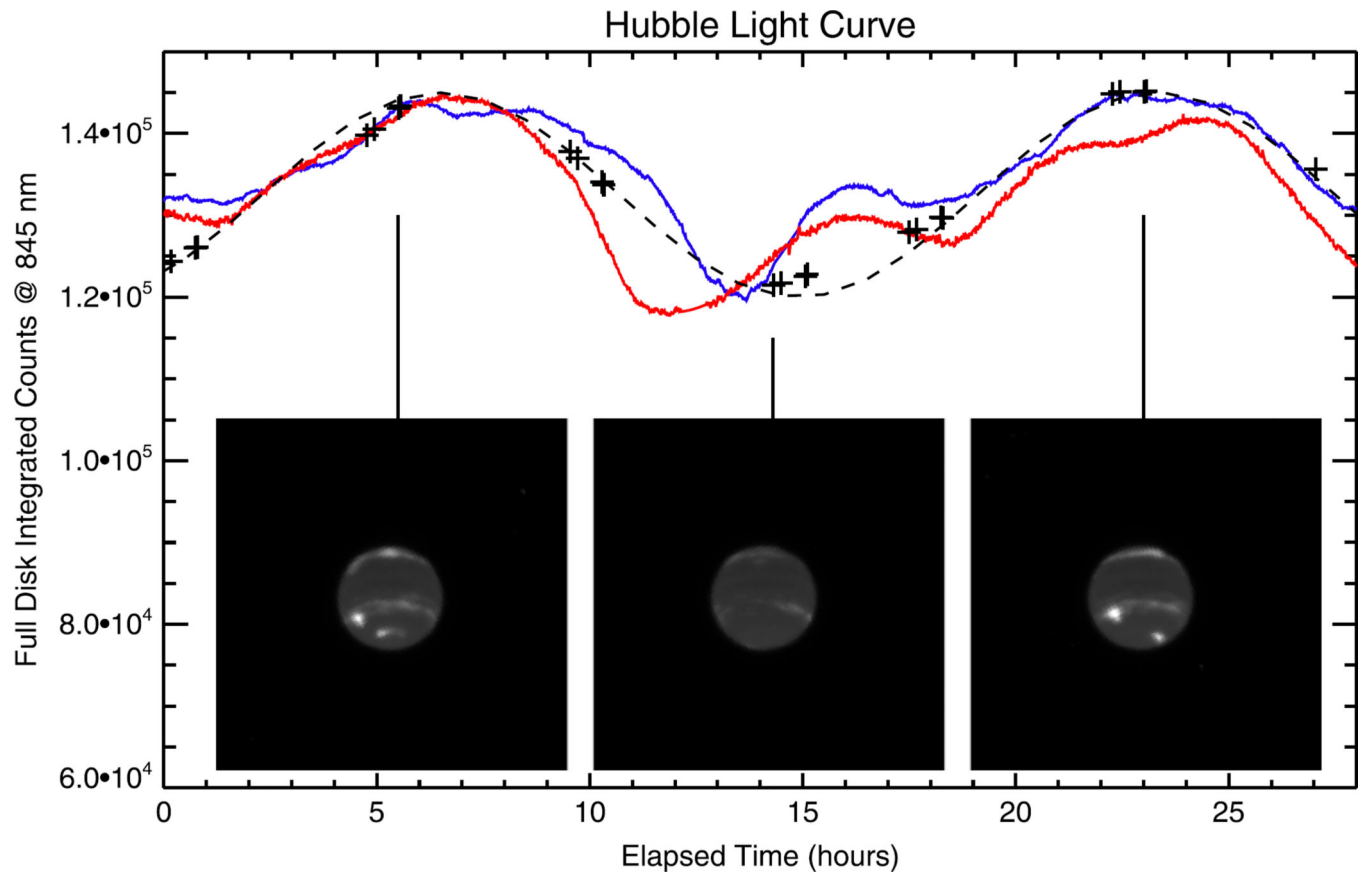 Hubble Light Curve
Full Disk Integrated Counts @ 845 nm
1.4•10⁵
1.2•10⁵
1.0•10⁵
8.0•10⁴
6.0•10⁴
0 5 10 15 20 25
Elapsed Time (hours)